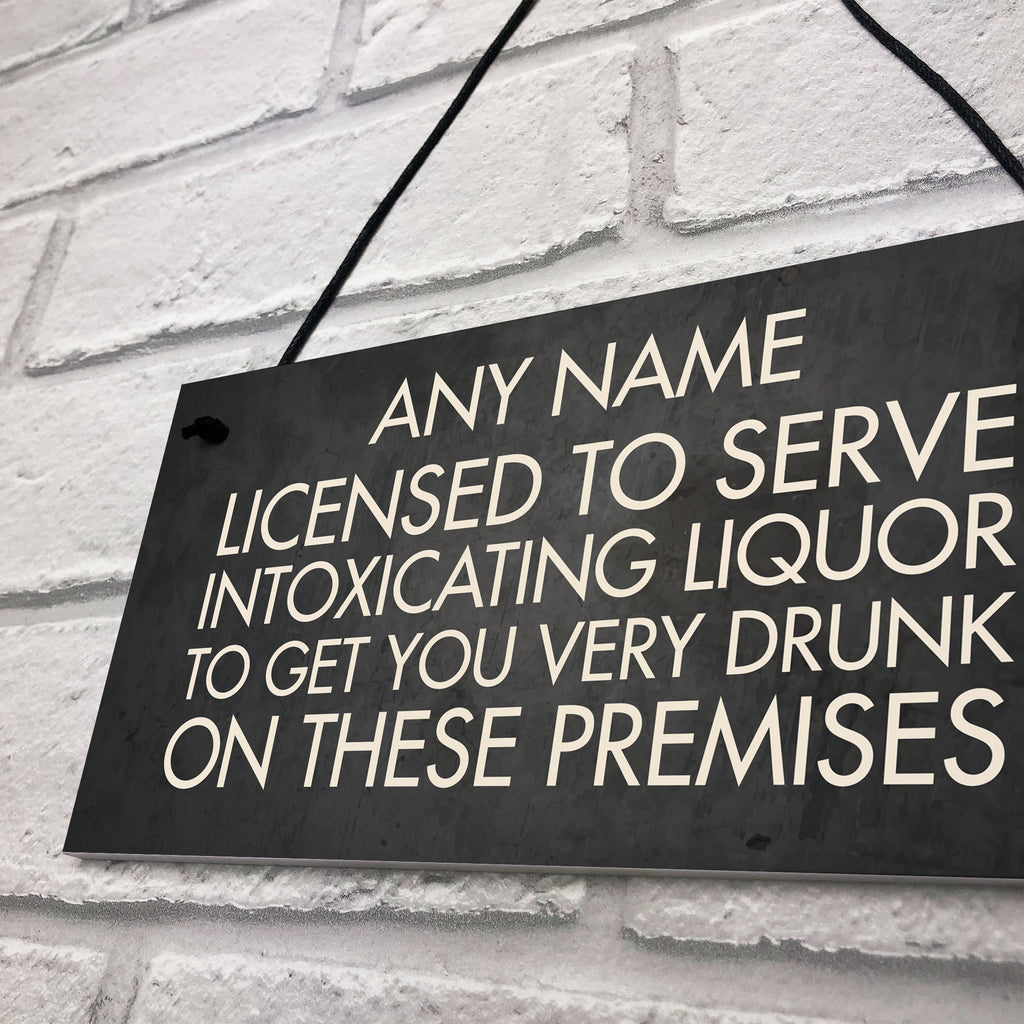 ANY NAME
LICENSED TO SERVE
INTOXICATING LIQUOR
TO GET YOU VERY DRUNK
ON THESE PREMISES